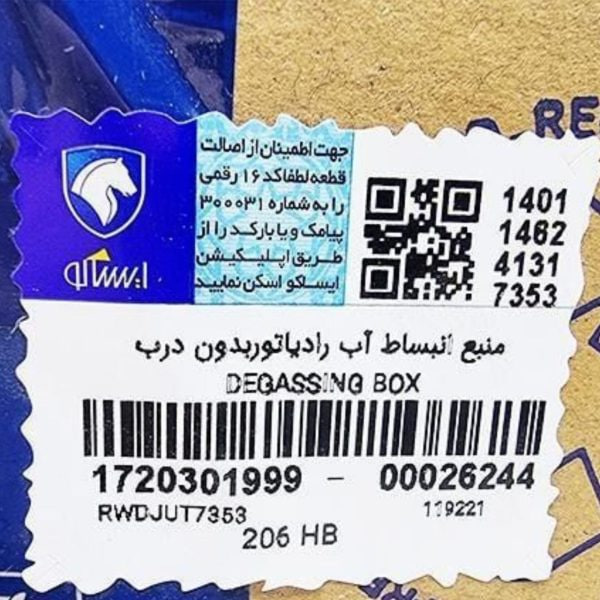 جهت اطمینان از اصالت
قطعه لطفا کد ۱۶ رقمی
را به شماره ۳۰۰۰۳۱
پیامک و یا بارکد را از
طریق اپلیکیشن
ایساکو اسکن نمایید
ایساکو
1401
1462
4131
7353
منبع انبساط آب رادیاتوربدون درب
DEGASSING BOX
1720301999 - 00026244
RWDJUT7353 119221
206 HB
RE